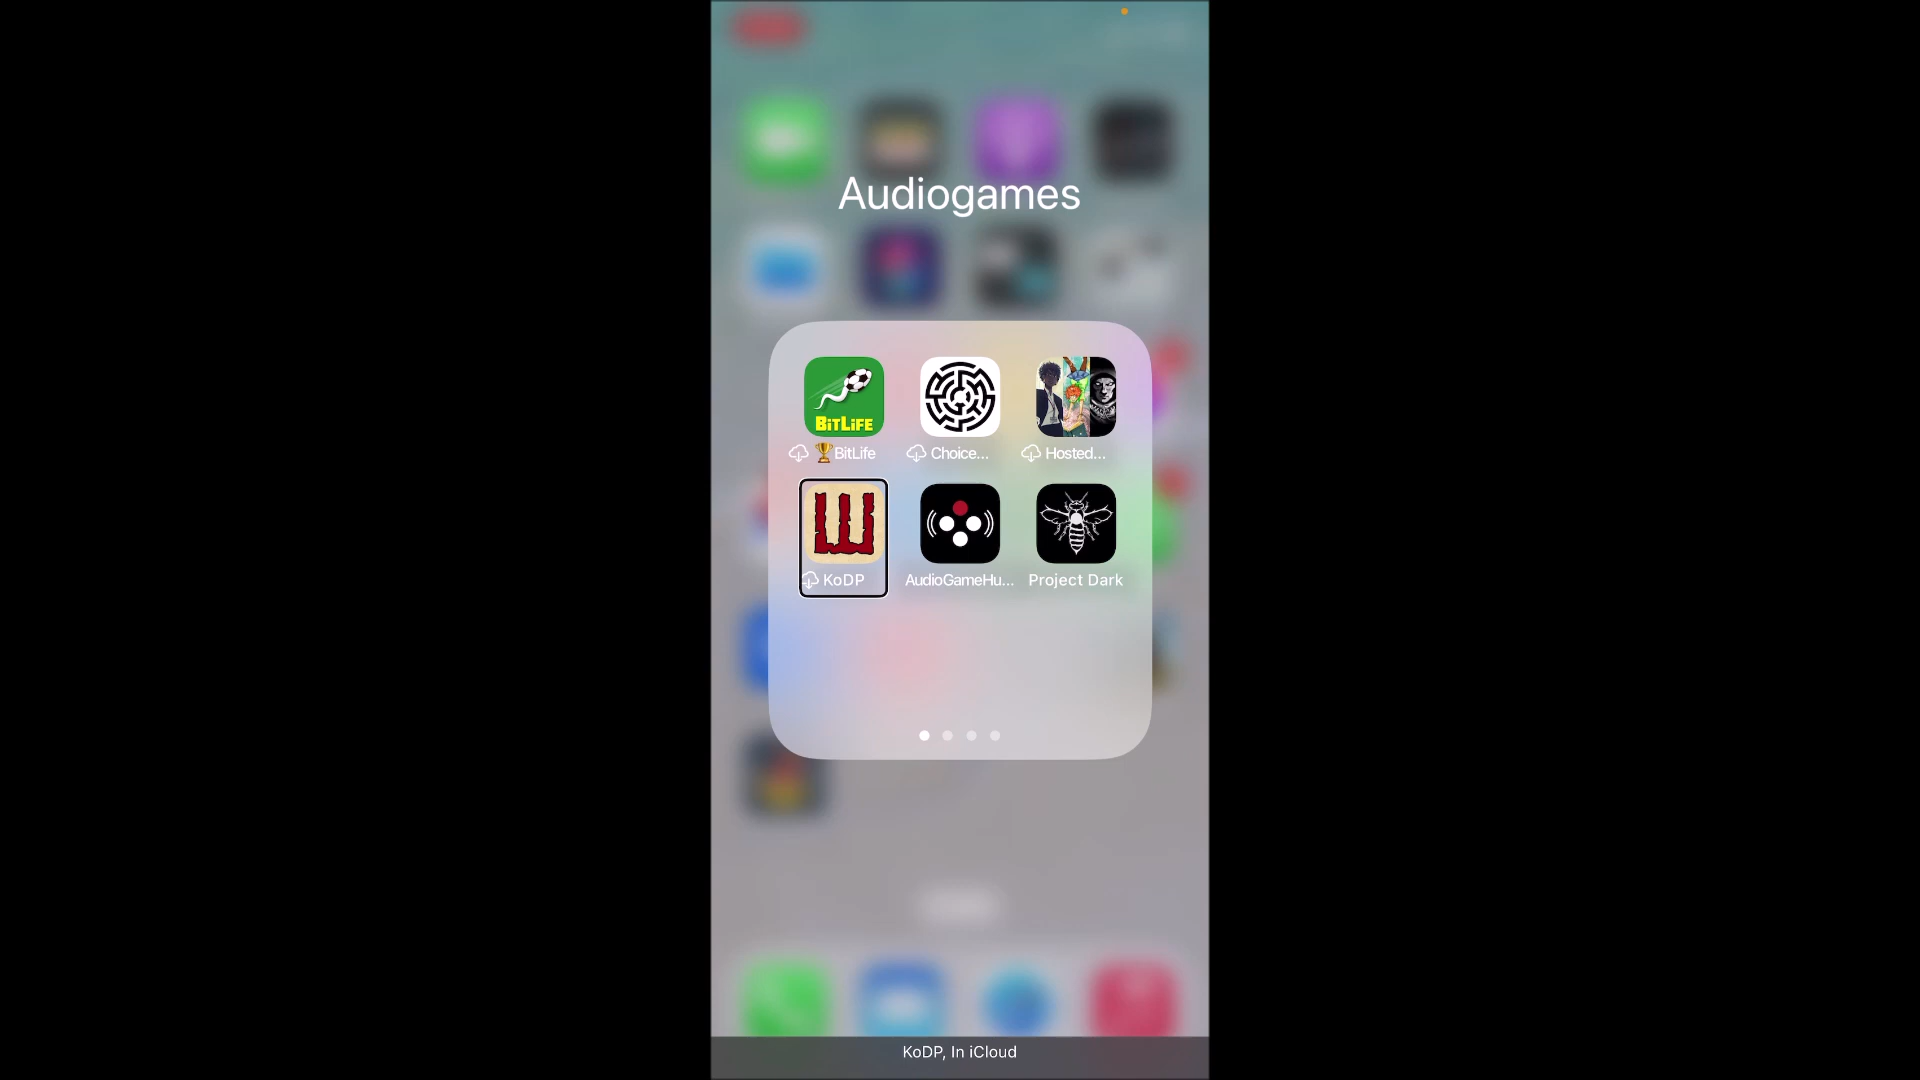 Audiogames
BITLIFE
🏆BitLife
Choice...
Hosted...
KoDP
AudioGameHu...
Project Dark
KoDP, In iCloud